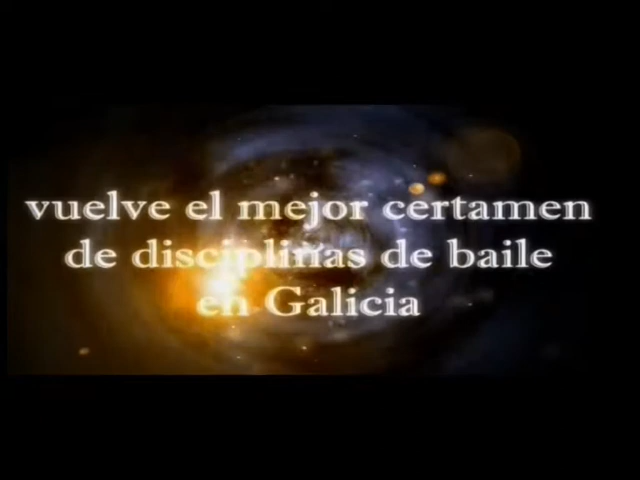 vuelve el mejor certamen
de disciplinas de baile
en Galicia